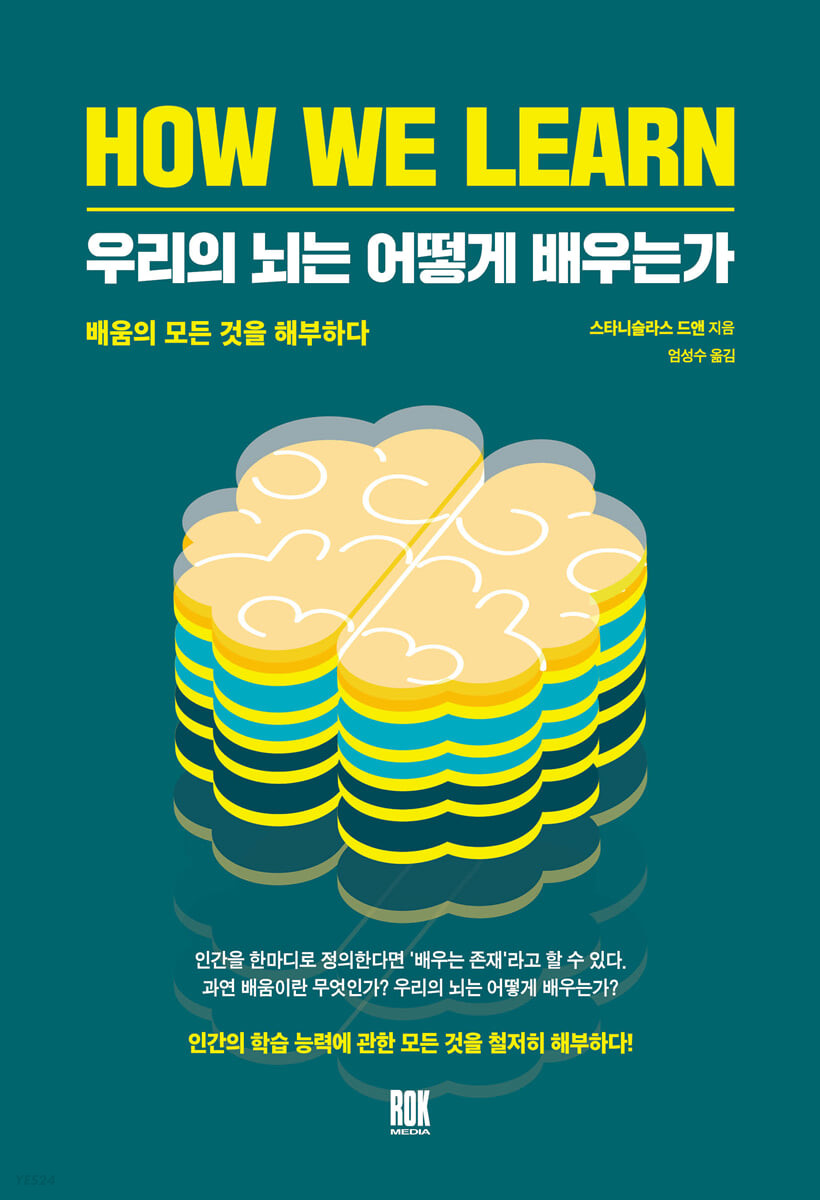 HOW WE LEARN
우리의 뇌는 어떻게 배우는가
배움의 모든 것을 해부하다
스타니슬라스 드앤 지음
엄성수 옮김
인간을 한마디로 정의한다면 '배우는 존재'라고 할 수 있다.
과연 배움이란 무엇인가? 우리의 뇌는 어떻게 배우는가?
인간의 학습 능력에 관한 모든 것을 철저히 해부하다!
ROK
MEDIA
YES24